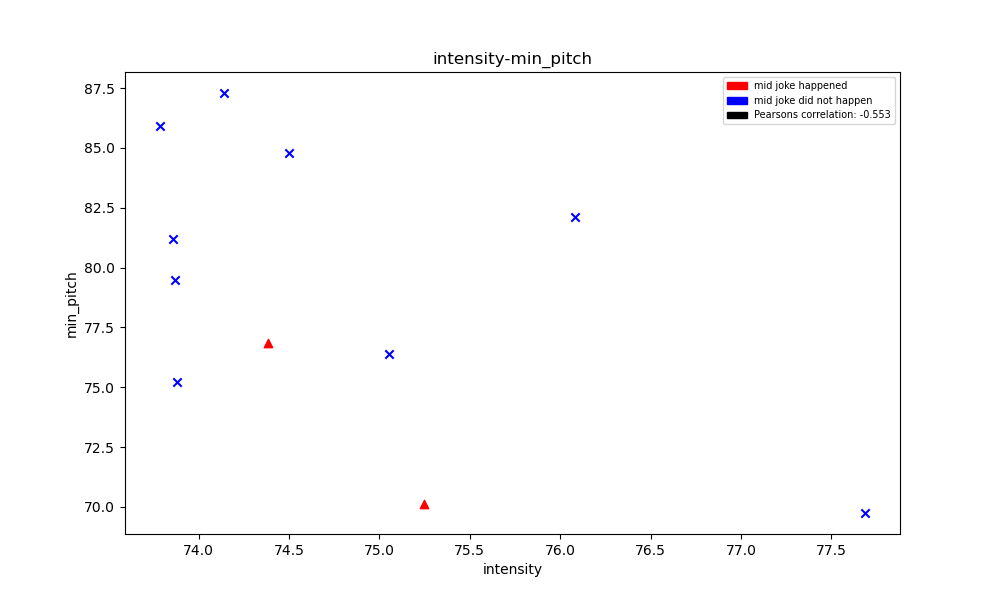 intensity-min_pitch
mid joke happened
mid joke did not happen
Pearsons correlation: -0.553
87.5
85.0
82.5
80.0
77.5
75.0
72.5
70.0
min_pitch
74.0 74.5 75.0 75.5 76.0 76.5 77.0 77.5
intensity